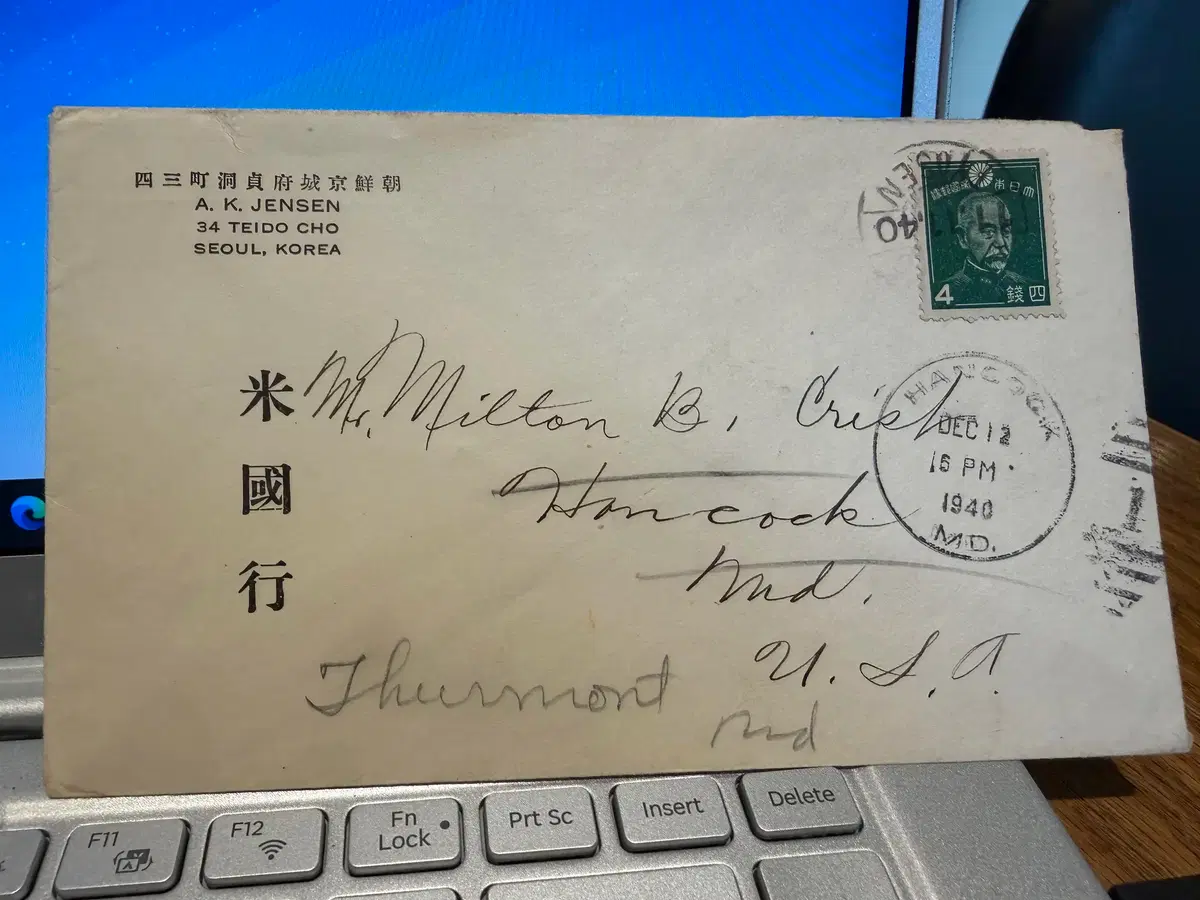 朝鮮京城府貞洞町三四
A. K. JENSEN
34 TEIDO CHO
SEOUL, KOREA
40
大日本帝國郵便
4 四錢
米國行
Mr. Milton B. Crist
Hancock
Md.
U. S. A.
HANCOCK
DEC 12
16 PM
1940
MD.
Thurmont
Md
F11
F12
Fn
Lock
Prt Sc
Insert
Delete